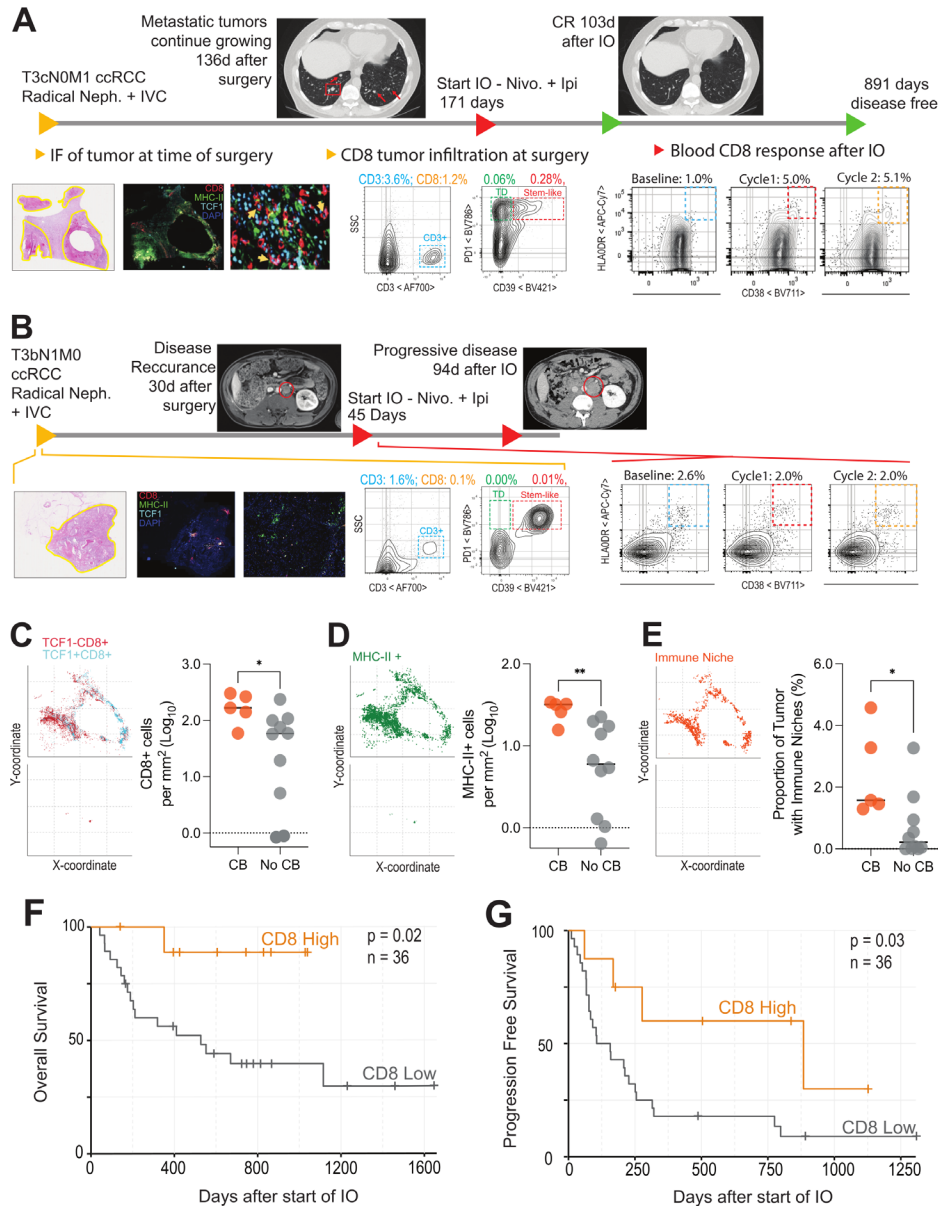 A
Metastatic tumors
continue growing
136d after
surgery
CR 103d
after IO
T3cN0M1 ccRCC
Radical Neph. + IVC
Start IO - Nivo. + Ipi
171 days
891 days
disease free
IF of tumor at time of surgery
CD8 tumor infiltration at surgery
Blood CD8 response after IO
CD8
MHC-II
TCF1
DAPI
CD3:3.6%; CD8:1.2%
0.06%
0.28%,
TD
Stem-like
CD3+
SSC
CD3 < AF700>
PD1 < BV786>
CD39 < BV421>
Baseline: 1.0%
Cycle1: 5.0%
Cycle 2: 5.1%
HLA0DR < APC-Cy7>
CD38 < BV711>
B
T3bN1M0
ccRCC
Radical Neph.
+ IVC
Disease
Reccurance
30d after
surgery
Start IO - Nivo. + Ipi
45 Days
Progressive disease
94d after IO
CD8
MHC-II
TCF1
DAPI
CD3: 1.6%; CD8: 0.1%
0.00%
0.01%,
TD
Stem-like
CD3+
SSC
CD3 < AF700>
PD1 < BV786>
CD39 < BV421>
Baseline: 2.6%
Cycle1: 2.0%
Cycle 2: 2.0%
HLA0DR < APC-Cy7>
CD38 < BV711>
C
TCF1-CD8+
TCF1+CD8+
Y-coordinate
X-coordinate
CD8+ cells
per mm² (Log₁₀)
3.0
2.0
1.0
0.0
*
CB
No CB
D
MHC-II +
Y-coordinate
X-coordinate
MHC-II+ cells
per mm² (Log₁₀)
2.0
1.0
0.0
**
CB
No CB
E
Immune Niche
Y-coordinate
X-coordinate
Proportion of Tumor
with Immune Niches (%)
6.0
4.0
2.0
0.0
*
CB
No CB
F
Overall Survival
100
50
0
CD8 High
CD8 Low
p = 0.02
n = 36
0
400
800
1200
1600
Days after start of IO
G
Progression Free Survival
100
50
0
CD8 High
CD8 Low
p = 0.03
n = 36
0
250
500
750
1000
1250
Days after start of IO